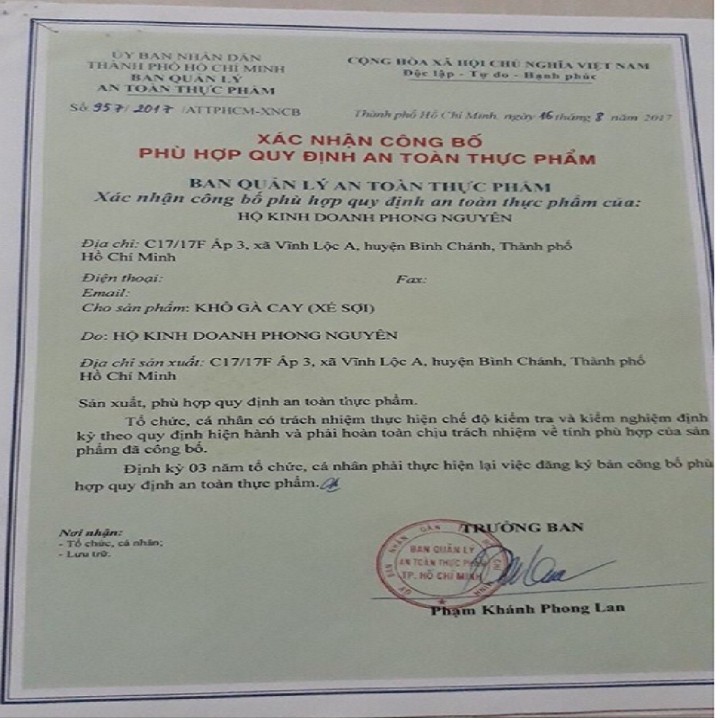 ỦY BAN NHÂN DÂN
THÀNH PHỐ HỒ CHÍ MINH
BAN QUẢN LÝ
AN TOÀN THỰC PHẨM
Số: 957/ 2017 /ATTPHCM-XNCB
CỘNG HÒA XÃ HỘI CHỦ NGHĨA VIỆT NAM
Độc lập - Tự do - Hạnh phúc
Thành phố Hồ Chí Minh, ngày 16 tháng 8 năm 2017
XÁC NHẬN CÔNG BỐ
PHÙ HỢP QUY ĐỊNH AN TOÀN THỰC PHẨM
BAN QUẢN LÝ AN TOÀN THỰC PHẨM
Xác nhận công bố phù hợp quy định an toàn thực phẩm của:
HỘ KINH DOANH PHONG NGUYÊN
Địa chỉ: C17/17F Ấp 3, xã Vĩnh Lộc A, huyện Bình Chánh, Thành phố
Hồ Chí Minh
Điện thoại: Fax:
Email:
Cho sản phẩm: KHÔ GÀ CAY (XÉ SỢI)
Do: HỘ KINH DOANH PHONG NGUYÊN
Địa chỉ sản xuất: C17/17F Ấp 3, xã Vĩnh Lộc A, huyện Bình Chánh, Thành phố
Hồ Chí Minh
Sản xuất, phù hợp quy định an toàn thực phẩm.
Tổ chức, cá nhân có trách nhiệm thực hiện chế độ kiểm tra và kiểm nghiệm định
kỳ theo quy định hiện hành và phải hoàn toàn chịu trách nhiệm về tính phù hợp của sản
phẩm đã công bố.
Định kỳ 03 năm tổ chức, cá nhân phải thực hiện lại việc đăng ký bản công bố phù
hợp quy định an toàn thực phẩm.
Nơi nhận:
- Tổ chức, cá nhân;
- Lưu trữ.
TRƯỞNG BAN
BAN QUẢN LÝ
AN TOÀN THỰC PHẨM
TP. HỒ CHÍ MINH
Phạm Khánh Phong Lan